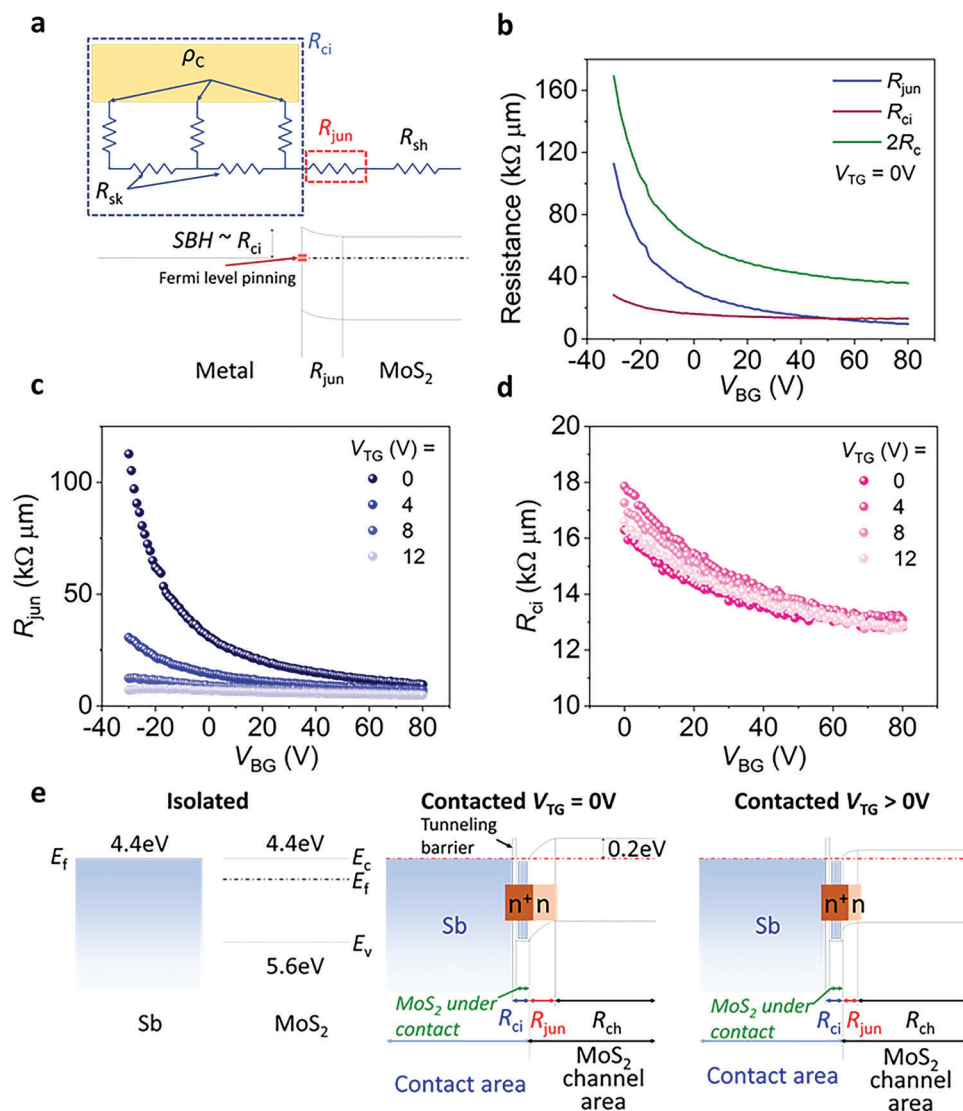 a
R_ci
ρ_C
R_jun
R_sh
R_sk
SBH ~ R_ci
Fermi level pinning
Metal
R_jun
MoS₂
b
160
120
80
40
0
-40
0
40
80
Resistance (kΩ µm)
V_BG (V)
R_jun
R_ci
2R_c
V_TG = 0V
c
100
50
0
-40
-20
0
20
40
60
80
R_jun (kΩ µm)
V_BG (V)
V_TG (V) =
0
4
8
12
d
20
18
16
14
12
10
0
20
40
60
80
R_ci (kΩ µm)
V_BG (V)
V_TG (V) =
0
4
8
12
e
Isolated
4.4eV
4.4eV
E_f
E_c
E_f
E_v
5.6eV
Sb
MoS₂
Contacted V_TG = 0V
Tunneling
barrier
0.2eV
n⁺ n
Sb
MoS₂ under
contact
R_ci
R_jun
R_ch
Contact area
MoS₂
channel
area
Contacted V_TG > 0V
n⁺ n
Sb
MoS₂ under
contact
R_ci
R_jun
R_ch
Contact area
MoS₂
channel
area